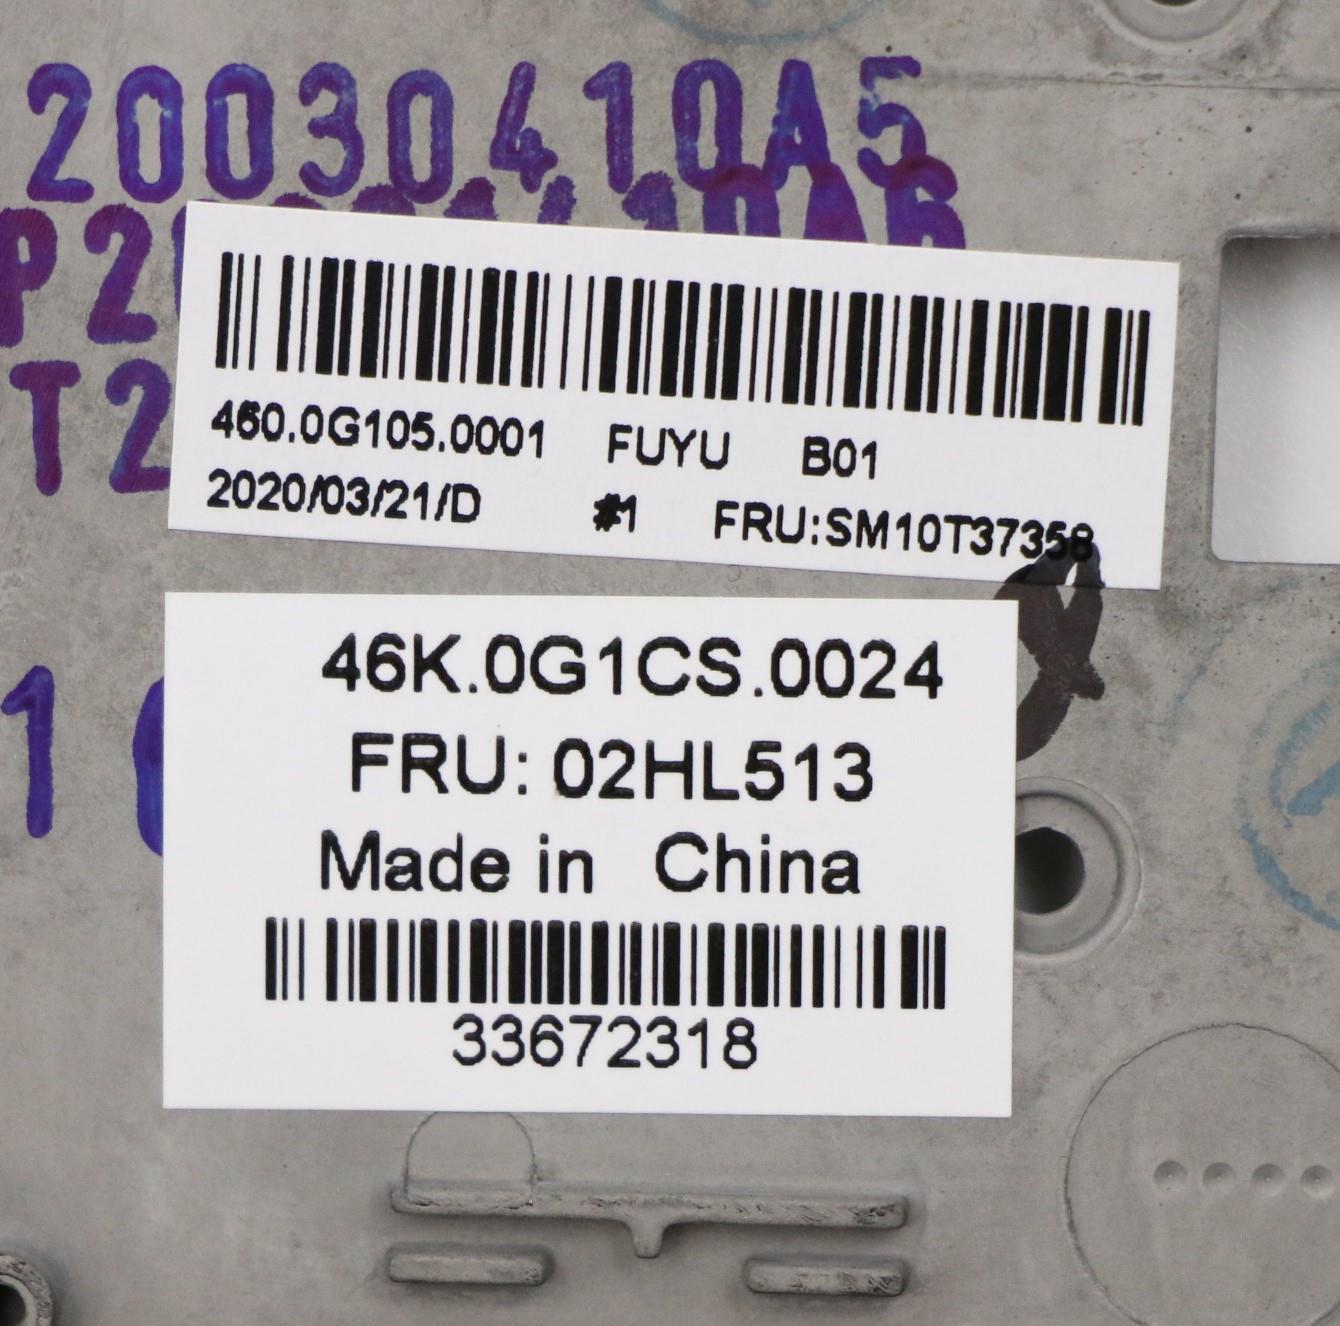 20030410A5
460.0G105.0001 FUYU B01
2020/03/21/D #1 FRU:SM10T37358
46K.0G1CS.0024
FRU: 02HL513
Made in China
33672318